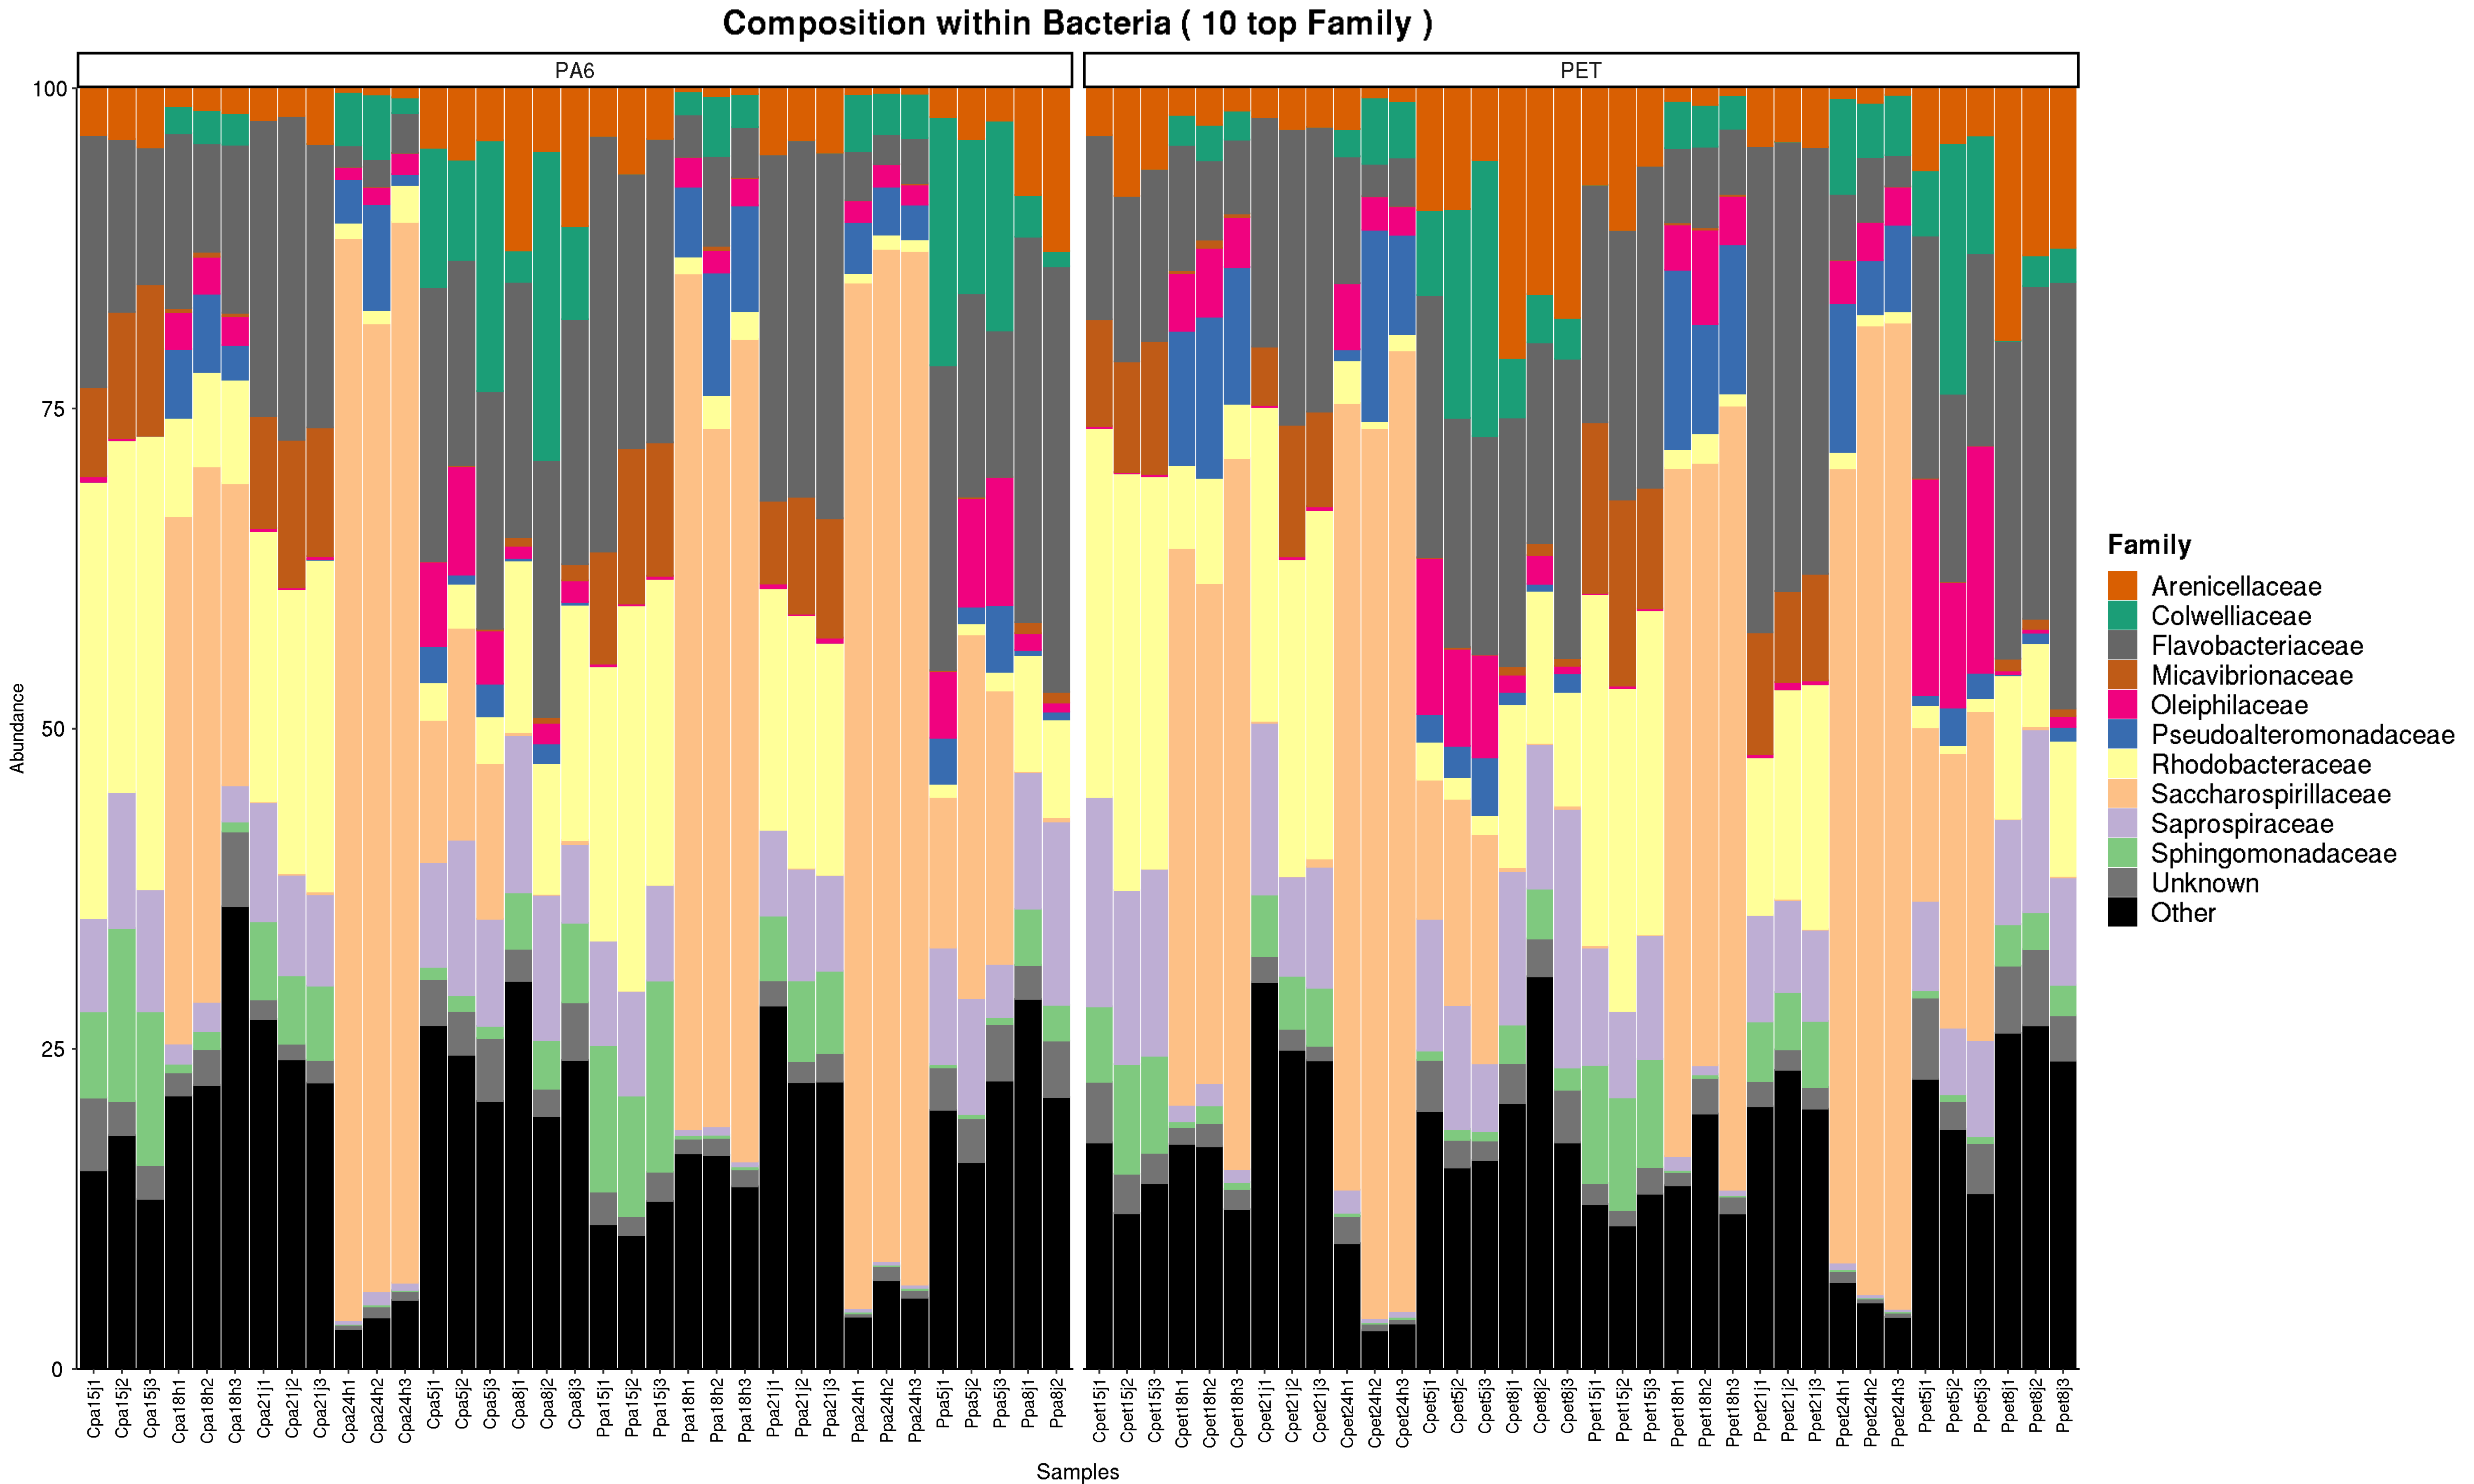 Composition within Bacteria ( 10 top Family )
PA6
PET
100
75
50
25
0
Abundance
Cpa15j1
Cpa15j2
Cpa15j3
Cpa18h1
Cpa18h2
Cpa18h3
Cpa21j1
Cpa21j2
Cpa21j3
Cpa24h1
Cpa24h2
Cpa24h3
Cpa5j1
Cpa5j2
Cpa5j3
Cpa8j1
Cpa8j2
Cpa8j3
Ppa15j1
Ppa15j2
Ppa15j3
Ppa18h1
Ppa18h2
Ppa18h3
Ppa21j1
Ppa21j2
Ppa21j3
Ppa24h1
Ppa24h2
Ppa24h3
Ppa5j1
Ppa5j2
Ppa5j3
Ppa8j1
Ppa8j2
Cpet15j1
Cpet15j2
Cpet15j3
Cpet18h1
Cpet18h2
Cpet18h3
Cpet21j1
Cpet21j2
Cpet21j3
Cpet24h1
Cpet24h2
Cpet24h3
Cpet5j1
Cpet5j2
Cpet5j3
Cpet8j1
Cpet8j2
Cpet8j3
Ppet15j1
Ppet15j2
Ppet15j3
Ppet18h1
Ppet18h2
Ppet18h3
Ppet21j1
Ppet21j2
Ppet21j3
Ppet24h1
Ppet24h2
Ppet24h3
Ppet5j1
Ppet5j2
Ppet5j3
Ppet8j1
Ppet8j2
Ppet8j3
Samples
Family
Arenicellaceae
Colwelliaceae
Flavobacteriaceae
Micavibrionaceae
Oleiphilaceae
Pseudoalteromonadaceae
Rhodobacteraceae
Saccharospirillaceae
Saprospiraceae
Sphingomonadaceae
Unknown
Other